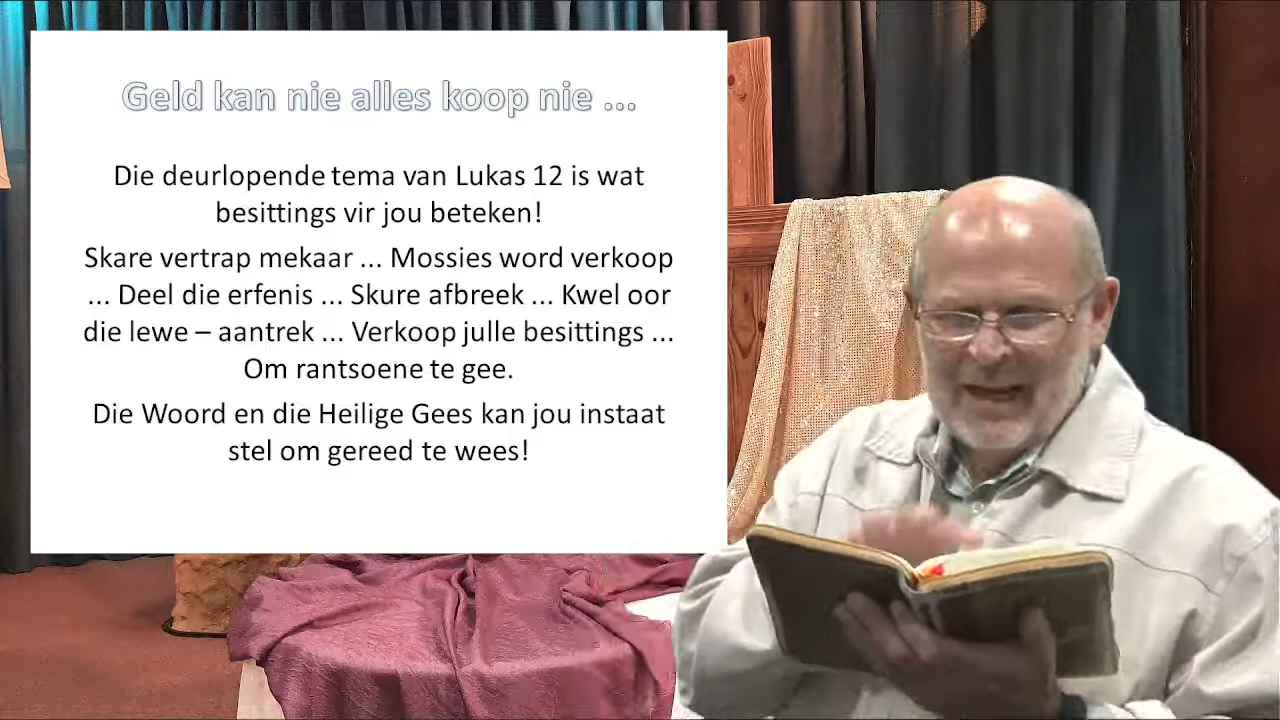 Geld kan nie alles koop nie ...
Die deurlopende tema van Lukas 12 is wat
besittings vir jou beteken!
Skare vertrap mekaar ... Mossies word verkoop
... Deel die erfenis ... Skure afbreek ... Kwel oor
die lewe – aantrek ... Verkoop julle besittings ...
Om rantsoene te gee.
Die Woord en die Heilige Gees kan jou instaat
stel om gereed te wees!